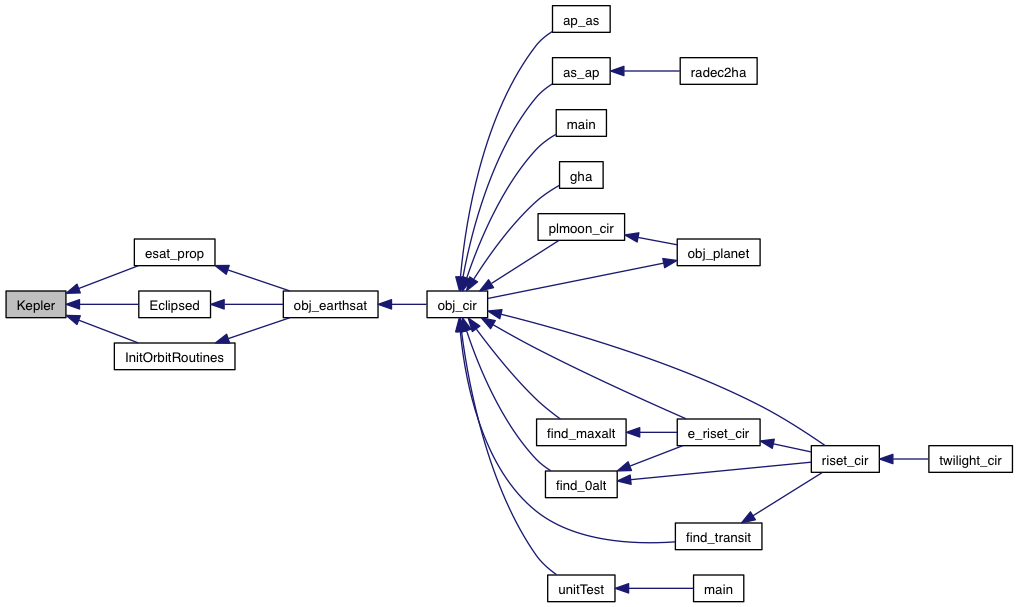 ap_as
as_ap
radec2ha
main
gha
plmoon_cir
esat_prop
obj_planet
Kepler
Eclipsed
obj_earthsat
obj_cir
InitOrbitRoutines
find_maxalt
e_riset_cir
riset_cir
twilight_cir
find_0alt
find_transit
unitTest
main